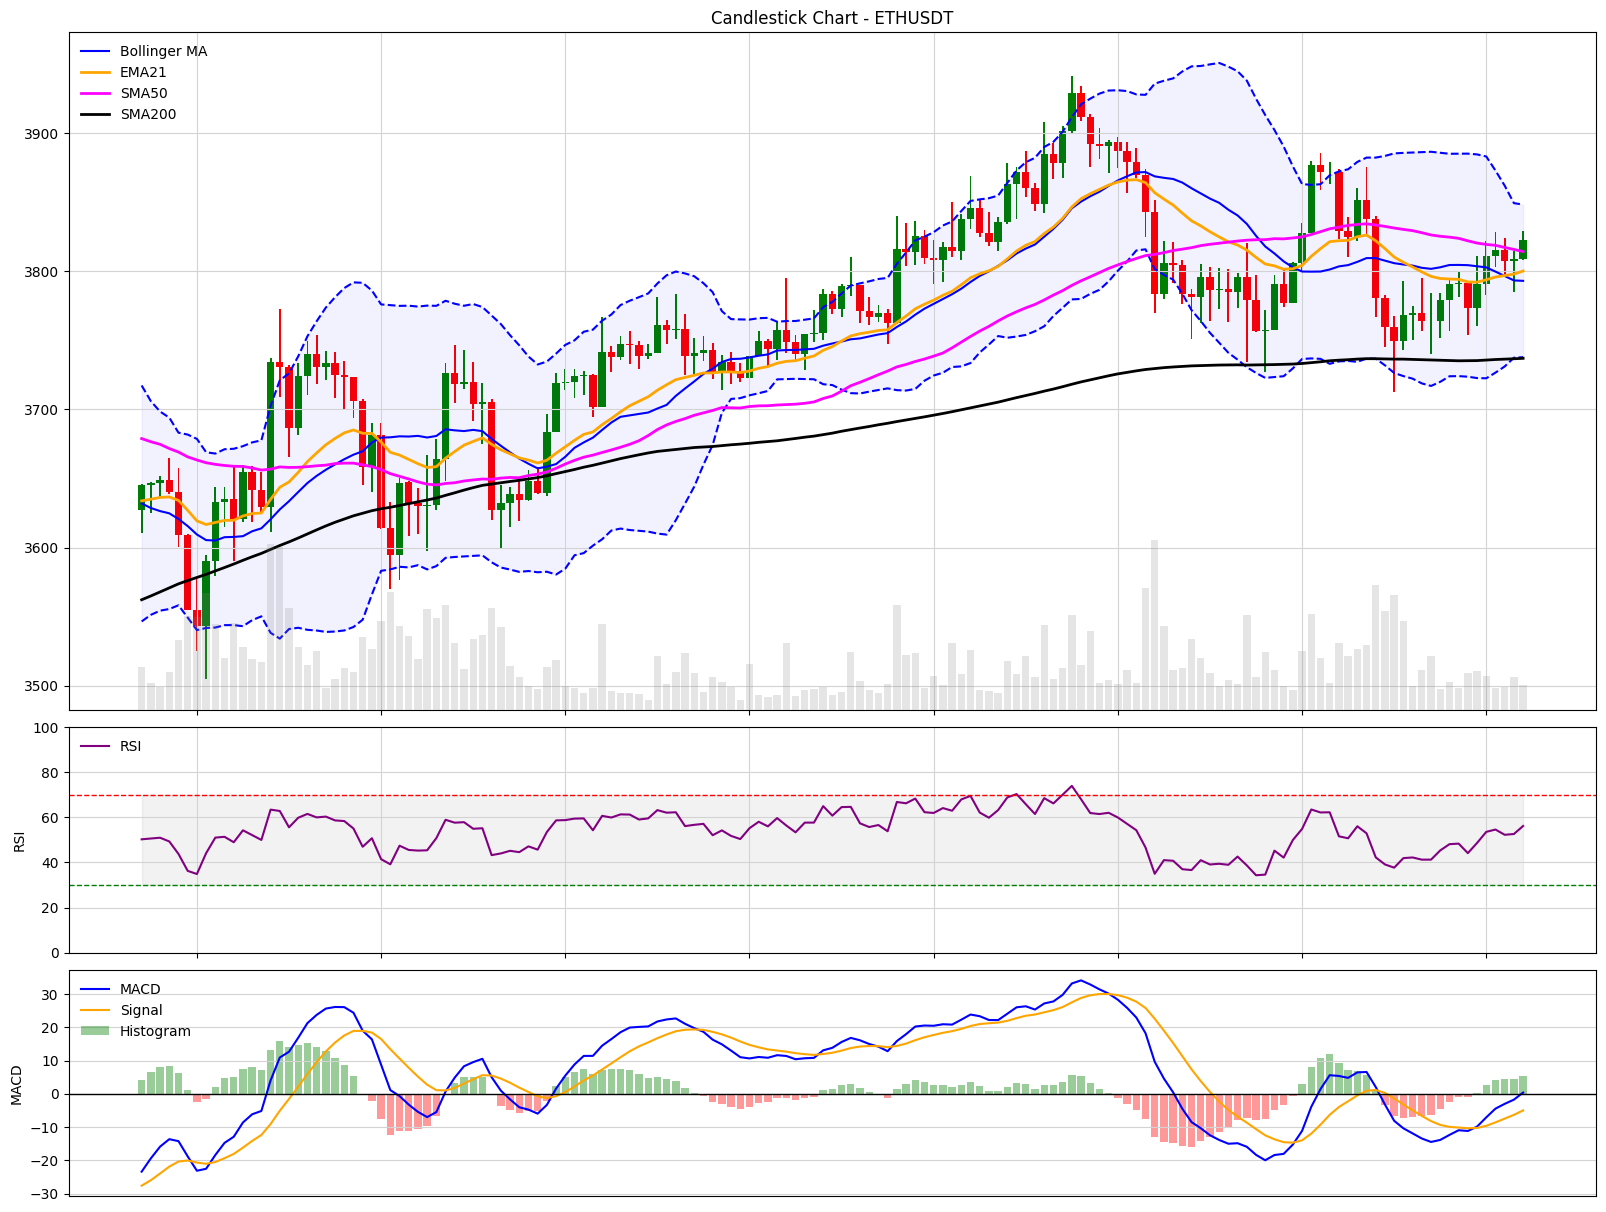 Candlestick Chart - ETHUSDT
Bollinger MA
EMA21
SMA50
SMA200
3900
3800
3700
3600
3500
100
80
60
40
20
0
RSI
RSI
30
20
10
0
−10
−20
−30
MACD
MACD
Signal
Histogram